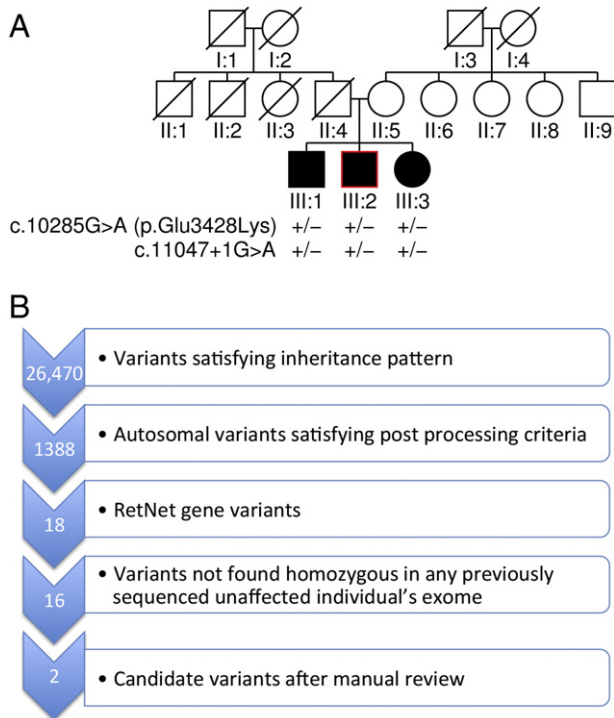 A
I:1 I:2 I:3 I:4
II:1 II:2 II:3 II:4 II:5 II:6 II:7 II:8 II:9
III:1 III:2 III:3
c.10285G>A (p.Glu3428Lys) +/− +/− +/−
c.11047+1G>A +/− +/− +/−
B
26,470 • Variants satisfying inheritance pattern
1388 • Autosomal variants satisfying post processing criteria
18 • RetNet gene variants
16 • Variants not found homozygous in any previously
sequenced unaffected individual's exome
2 • Candidate variants after manual review